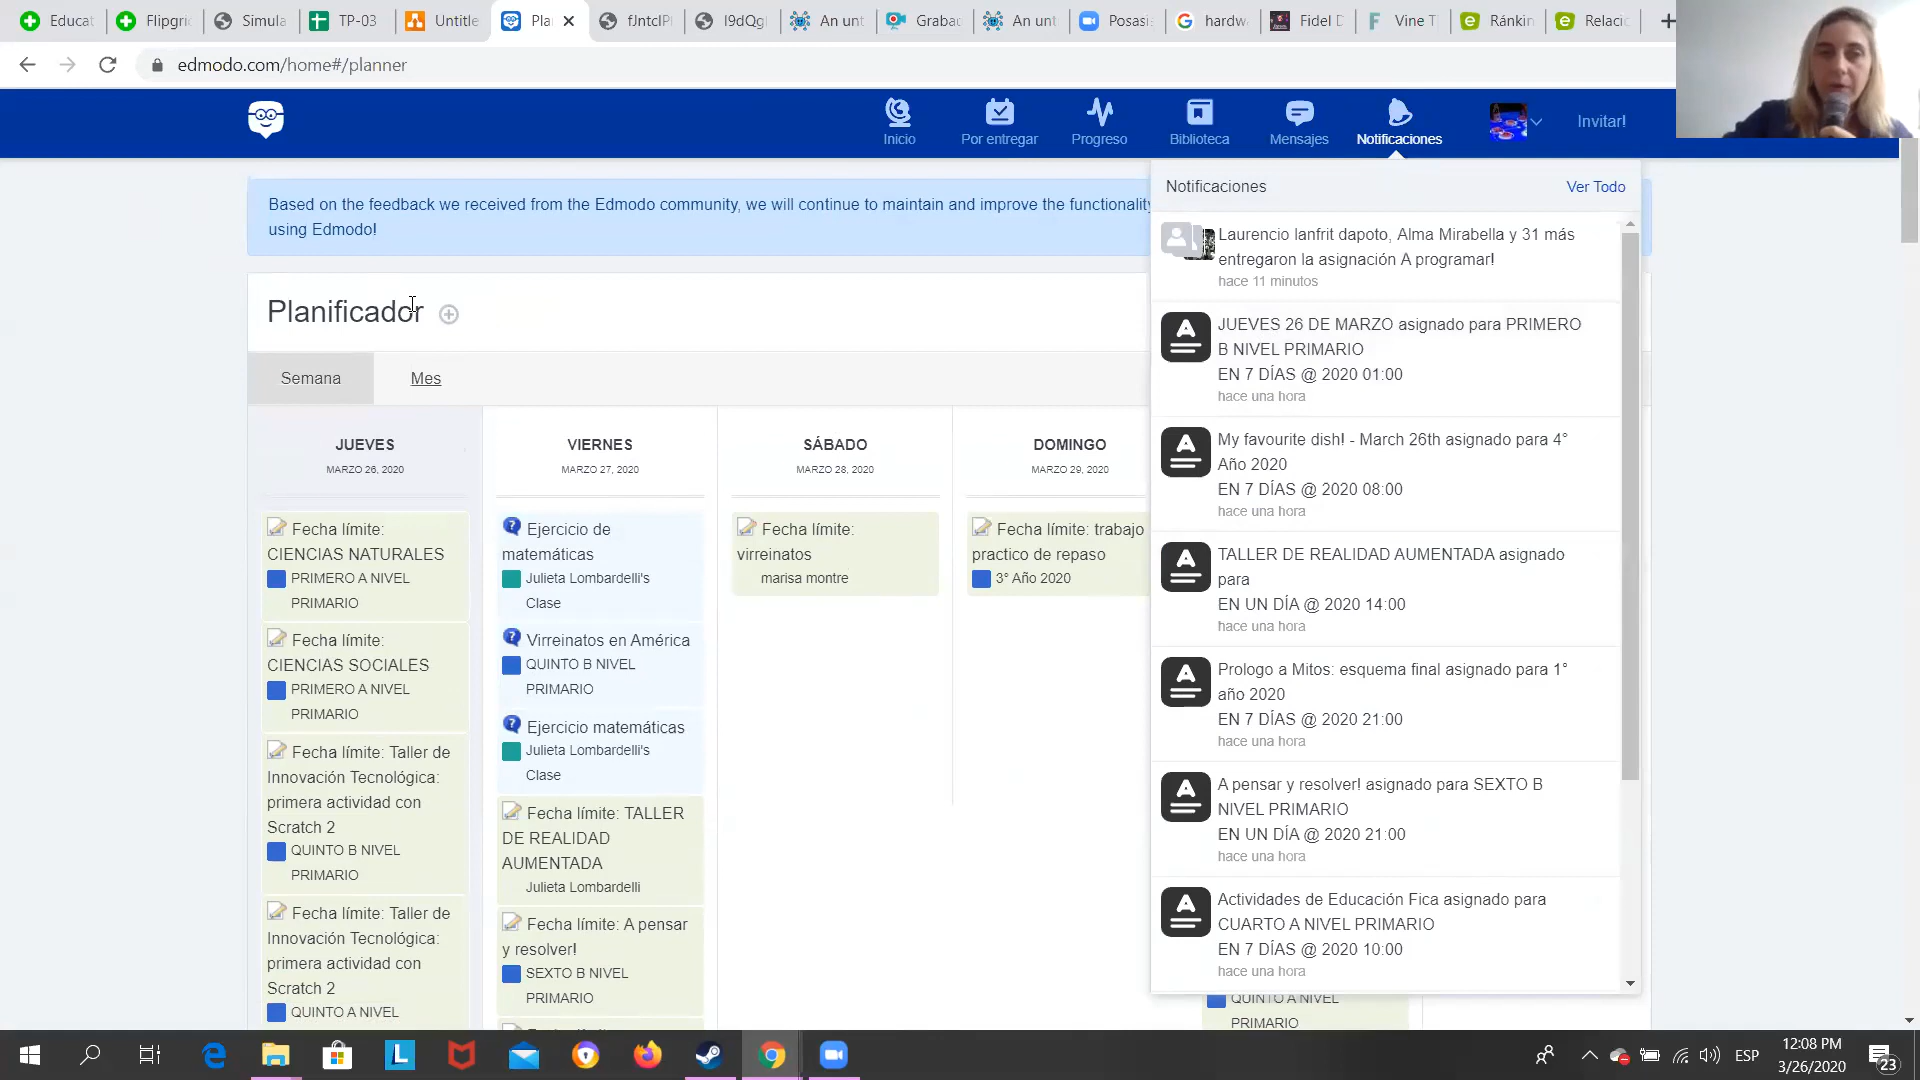 Educat
Flipgri
Simula
TP-03
Untitle
Pla
fJntclP
l9dQgl
An unt
Grabac
An unt
Posasi
hardw
Fidel D
Vine T
Ránkin
Relaci
edmodo.com/home#/planner
Inicio
Por entregar
Progreso
Biblioteca
Mensajes
Notificaciones
Invitar!
Based on the feedback we received from the Edmodo community, we will continue to maintain and improve the functionality
using Edmodo!
Planificador
Semana
Mes
JUEVES
MARZO 26, 2020
Fecha límite:
CIENCIAS NATURALES
PRIMERO A NIVEL
PRIMARIO
Fecha límite:
CIENCIAS SOCIALES
PRIMERO A NIVEL
PRIMARIO
Fecha límite: Taller de
Innovación Tecnológica:
primera actividad con
Scratch 2
QUINTO B NIVEL
PRIMARIO
Fecha límite: Taller de
Innovación Tecnológica:
primera actividad con
Scratch 2
QUINTO A NIVEL
VIERNES
MARZO 27, 2020
Ejercicio de
matemáticas
Julieta Lombardelli's
Clase
Virreinatos en América
QUINTO B NIVEL
PRIMARIO
Ejercicio matemáticas
Julieta Lombardelli's
Clase
Fecha límite: TALLER
DE REALIDAD
AUMENTADA
Julieta Lombardelli
Fecha límite: A pensar
y resolver!
SEXTO B NIVEL
PRIMARIO
SÁBADO
MARZO 28, 2020
Fecha límite:
virreinatos
marisa montre
DOMINGO
MARZO 29, 2020
Fecha límite: trabajo
practico de repaso
3° Año 2020
Notificaciones
Ver Todo
Laurencio lanfrit dapoto, Alma Mirabella y 31 más
entregaron la asignación A programar!
hace 11 minutos
JUEVES 26 DE MARZO asignado para PRIMERO
B NIVEL PRIMARIO
EN 7 DÍAS @ 2020 01:00
hace una hora
My favourite dish! - March 26th asignado para 4°
Año 2020
EN 7 DÍAS @ 2020 08:00
hace una hora
TALLER DE REALIDAD AUMENTADA asignado
para
EN UN DÍA @ 2020 14:00
hace una hora
Prologo a Mitos: esquema final asignado para 1°
año 2020
EN 7 DÍAS @ 2020 21:00
hace una hora
A pensar y resolver! asignado para SEXTO B
NIVEL PRIMARIO
EN UN DÍA @ 2020 21:00
hace una hora
Actividades de Educación Fica asignado para
CUARTO A NIVEL PRIMARIO
EN 7 DÍAS @ 2020 10:00
hace una hora
QUINTO A NIVEL
PRIMARIO
ESP
12:08 PM
3/26/2020
23